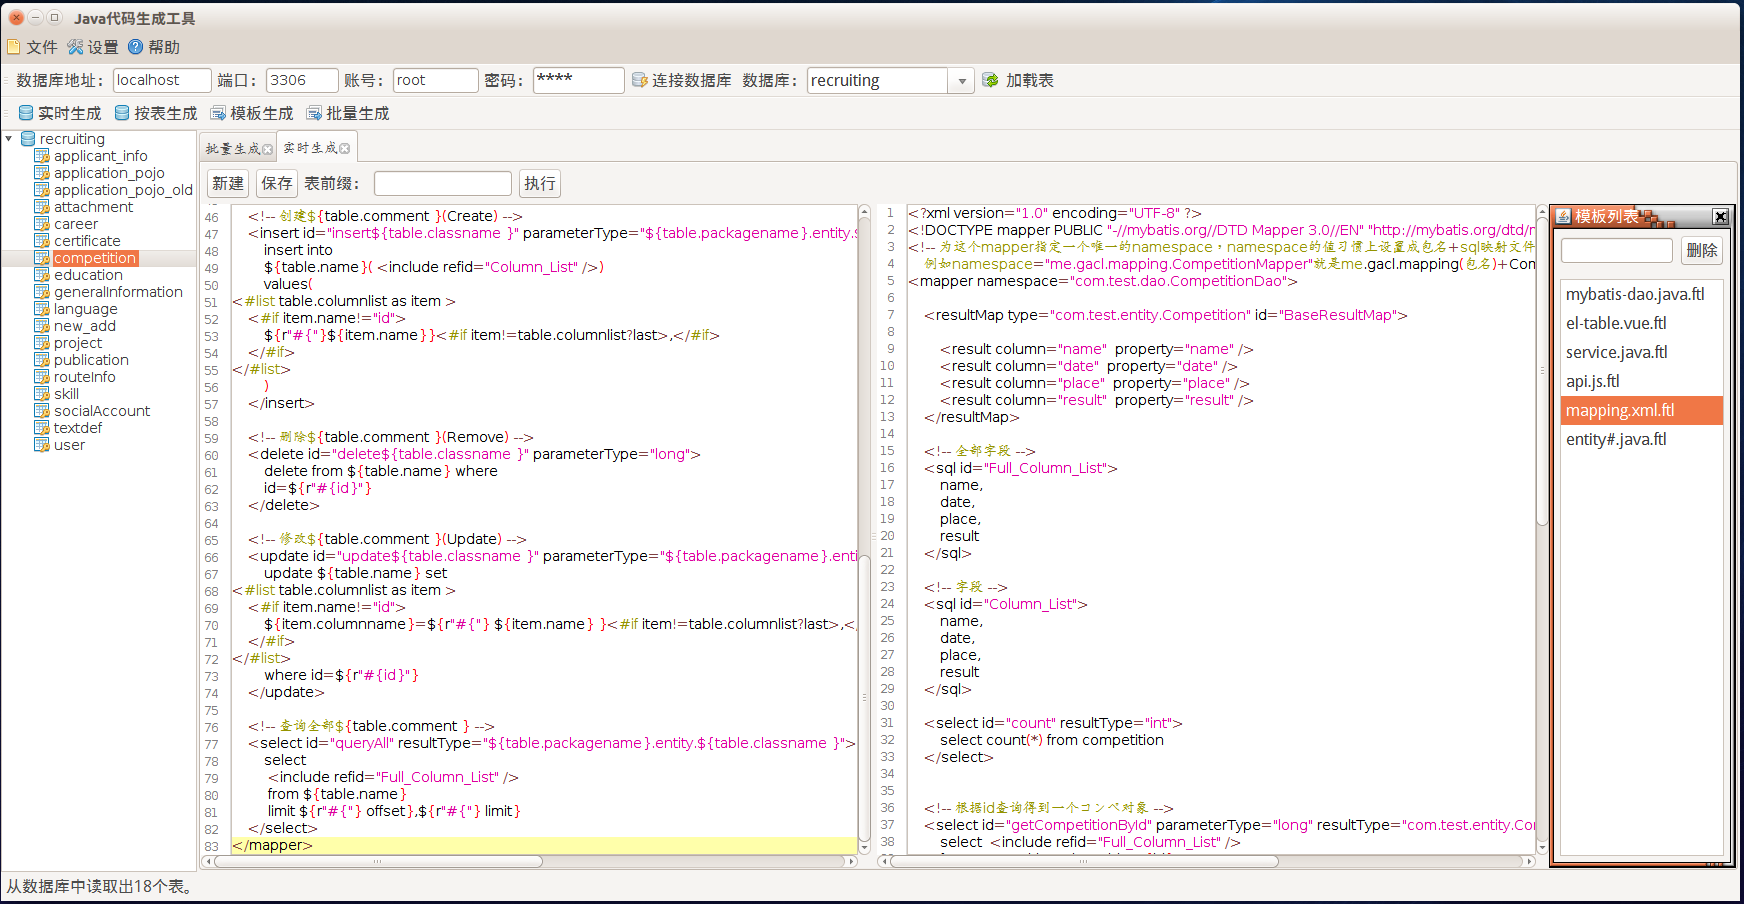 Java代码生成工具
文件 设置 帮助
数据库地址: localhost 端口: 3306 账号: root 密码: **** 连接数据库 数据库: recruiting 加载表
实时生成 按表生成 模板生成 批量生成
recruiting
applicant_info
application_pojo
application_pojo_old
attachment
career
certificate
competition
education
generalInformation
language
new_add
project
publication
routeInfo
skill
socialAccount
textdef
user
批量生成 实时生成
新建 保存 表前缀: 执行
46 <!-- 创建${table.comment }(Create) -->
47 <insert id="insert${table.classname }" parameterType="${table.packagename}.entity.
48 insert into
49 ${table.name}( <include refid="Column_List" />)
50 values(
51 <#list table.columnlist as item >
52 <#if item.name!="id">
53 ${r"#{"}${item.name}}<#if item!=table.columnlist?last>,</#if>
54 </#if>
55 </#list>
56 )
57 </insert>
58
59 <!-- 删除${table.comment }(Remove) -->
60 <delete id="delete${table.classname }" parameterType="long">
61 delete from ${table.name} where
62 id=${r"#{id}"}
63 </delete>
64
65 <!-- 修改${table.comment }(Update) -->
66 <update id="update${table.classname }" parameterType="${table.packagename}.enti
67 update ${table.name} set
68 <#list table.columnlist as item >
69 <#if item.name!="id">
70 ${item.columnname}=${r"#{"} ${item.name} }<#if item!=table.columnlist?last>,</
71 </#if>
72 </#list>
73 where id=${r"#{id}"}
74 </update>
75
76 <!-- 查询全部${table.comment } -->
77 <select id="queryAll" resultType="${table.packagename}.entity.${table.classname }">
78 select
79 <include refid="Full_Column_List" />
80 from ${table.name}
81 limit ${r"#{"} offset},${r"#{"} limit}
82 </select>
83 </mapper>
1 <?xml version="1.0" encoding="UTF-8" ?>
2 <!DOCTYPE mapper PUBLIC "-//mybatis.org//DTD Mapper 3.0//EN" "http://mybatis.org/dtd/
3 <!-- 为这个mapper指定一个唯一的namespace，namespace的值习惯上设置成包名+sql映射文件
4 例如namespace="me.gacl.mapping.CompetitionMapper"就是me.gacl.mapping(包名)+Com
5 <mapper namespace="com.test.dao.CompetitionDao">
6
7 <resultMap type="com.test.entity.Competition" id="BaseResultMap">
8
9 <result column="name" property="name" />
10 <result column="date" property="date" />
11 <result column="place" property="place" />
12 <result column="result" property="result" />
13 </resultMap>
14
15 <!-- 全部字段 -->
16 <sql id="Full_Column_List">
17 name,
18 date,
19 place,
20 result
21 </sql>
22
23 <!-- 字段 -->
24 <sql id="Column_List">
25 name,
26 date,
27 place,
28 result
29 </sql>
30
31 <select id="count" resultType="int">
32 select count(*) from competition
33 </select>
34
35
36 <!-- 根据id查询得到一个コンペ对象 -->
37 <select id="getCompetitionById" parameterType="long" resultType="com.test.entity.Co
38 select <include refid="Full_Column_List" />
模板列表
删除
mybatis-dao.java.ftl
el-table.vue.ftl
service.java.ftl
api.js.ftl
mapping.xml.ftl
entity#.java.ftl
从数据库中读取出18个表。